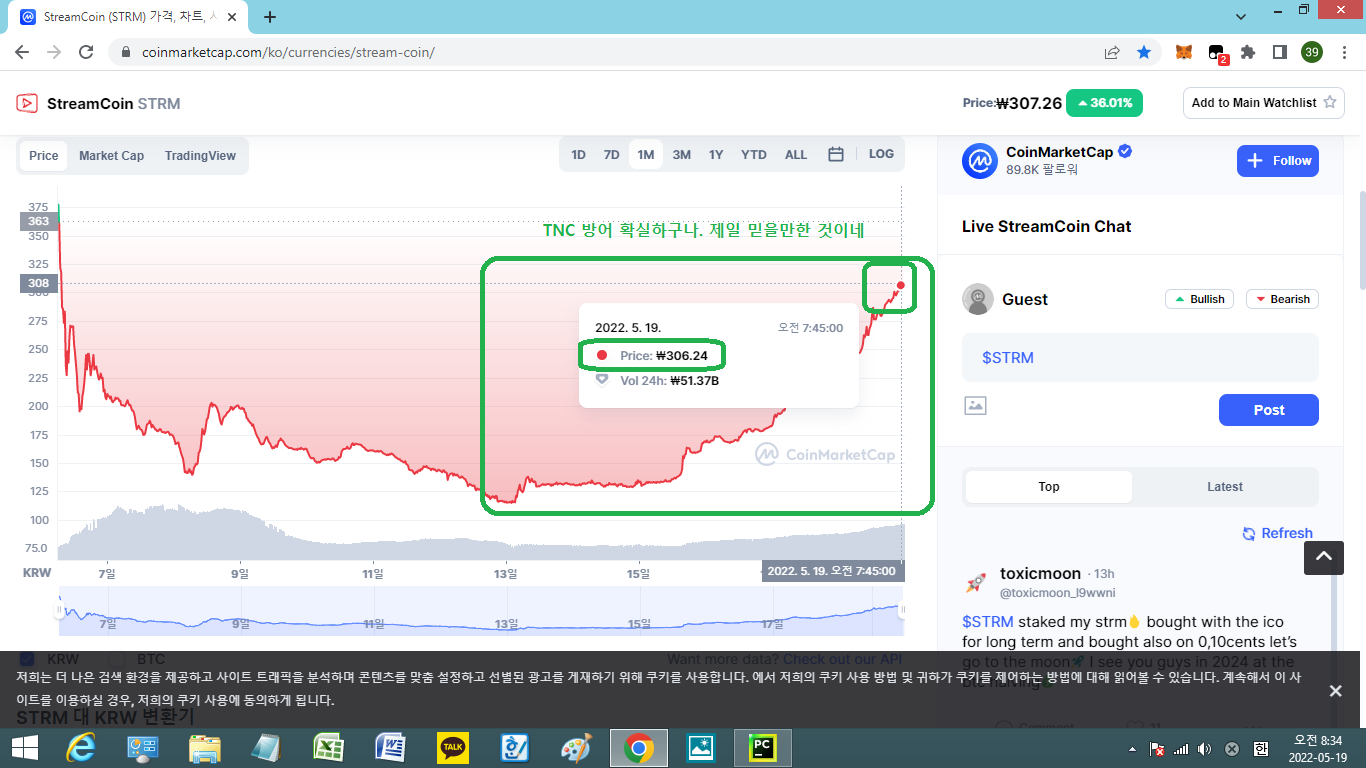 StreamCoin (STRM) 가격, 차트, 시
coinmarketcap.com/ko/currencies/stream-coin/
2
39
StreamCoin STRM
Price:₩307.26
36.01%
Add to Main Watchlist
Price Market Cap TradingView
1D 7D 1M 3M 1Y YTD ALL LOG
CoinMarketCap
89.8K 팔로워
Follow
375
363
350
325
308
300
275
250
225
200
175
150
125
100
75.0
TNC 방어 확실하구나. 제일 믿을만한 것이네
2022. 5. 19. 오전 7:45:00
Price: ₩306.24
Vol 24h: ₩51.37B
CoinMarketCap
KRW 7일 9일 11일 13일 15일 2022. 5. 19. 오전 7:45:00
7일 9일 11일 13일 15일 17일
Live StreamCoin Chat
Guest
Bullish Bearish
$STRM
Post
Top Latest
Refresh
toxicmoon · 13h
@toxicmoon_l9wwni
$STRM staked my strm bought with the ico
for long term and bought also on 0,10cents let's
go to the moon I see you guys in 2024 at the
btc halving
KRW BTC
Want more data? Check out our API
저희는 더 나은 검색 환경을 제공하고 사이트 트래픽을 분석하며 콘텐츠를 맞춤 설정하고 선별된 광고를 게재하기 위해 쿠키를 사용합니다. 에서 저희의 쿠키 사용 방법 및 귀하가 쿠키를 제어하는 방법에 대해 읽어볼 수 있습니다. 계속해서 이 사
이트를 이용하실 경우, 저희의 쿠키 사용에 동의하게 됩니다.
STRM 대 KRW 변환기
Comment 11
TALK
PC
한
오전 8:34
2022-05-19